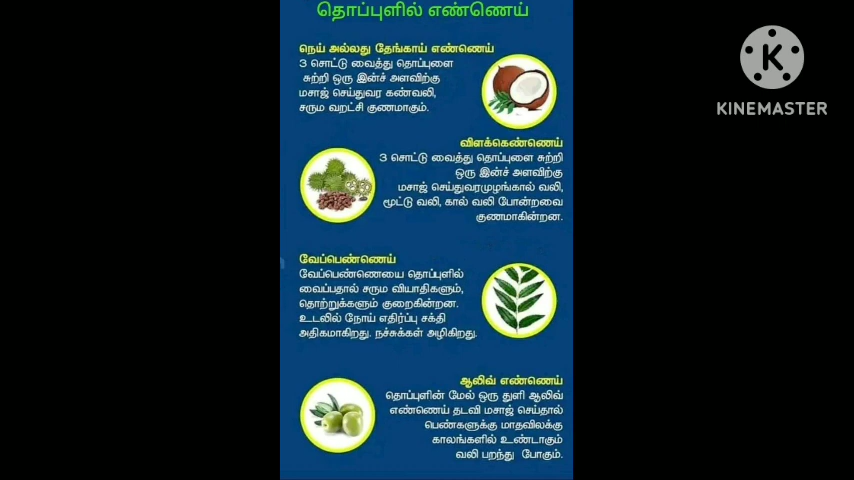 தொப்புளில் எண்ணெய்
நெய் அல்லது தேங்காய் எண்ணெய்
3 சொட்டு வைத்து தொப்புளை
சுற்றி ஒரு இன்ச் அளவிற்கு
மசாஜ் செய்துவர கண்வலி,
சரும வறட்சி குணமாகும்.
விளக்கெண்ணெய்
3 சொட்டு வைத்து தொப்புளை சுற்றி
ஒரு இன்ச் அளவிற்கு
மசாஜ் செய்துவரமுழங்கால் வலி,
மூட்டு வலி, கால் வலி போன்றவை
குணமாகின்றன.
வேப்பெண்ணெய்
வேப்பெண்ணெயை தொப்புளில்
வைப்பதால் சரும வியாதிகளும்,
தொற்றுக்களும் குறைகின்றன.
உடலில் நோய் எதிர்ப்பு சக்தி
அதிகமாகிறது. நச்சுக்கள் அழிகிறது.
ஆலிவ் எண்ணெய்
தொப்புளின் மேல் ஒரு துளி ஆலிவ்
எண்ணெய் தடவி மசாஜ் செய்தால்
பெண்களுக்கு மாதவிலக்கு
காலங்களில் உண்டாகும்
வலி பறந்து போகும்.
KINEMASTER